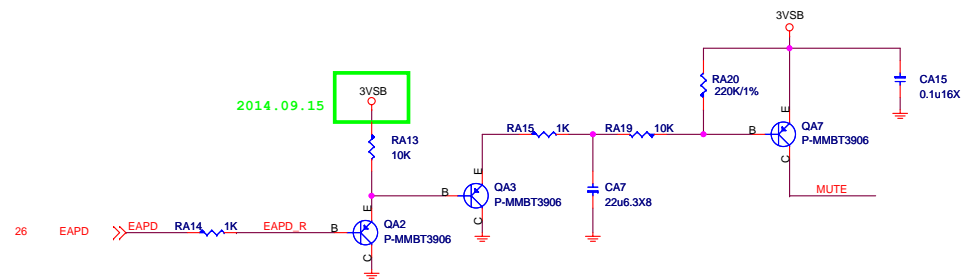 3VSB
RA20
220K/1%
CA15
0.1u16X
2014.09.15
3VSB
RA13
10K
RA15 1K
RA19 10K
B
E
C
QA7
P-MMBT3906
MUTE
B
E
C
QA3
P-MMBT3906
CA7
22u6.3X8
26 EAPD
EAPD
RA14 1K
EAPD_R
B
E
C
QA2
P-MMBT3906